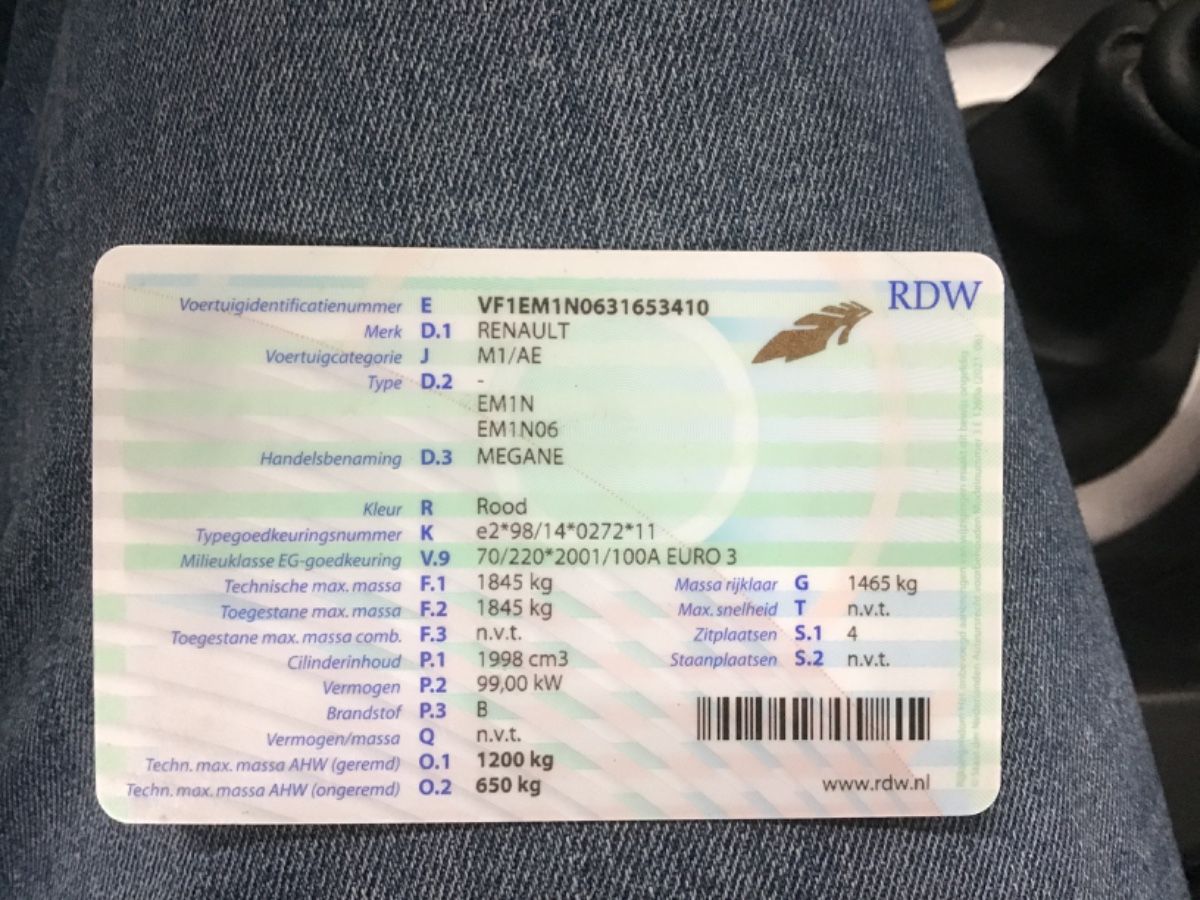 RDW
Voertuigidentificatienummer E VF1EM1N0631653410
Merk D.1 RENAULT
Voertuigcategorie J M1/AE
Type D.2 -
EM1N
EM1N06
Handelsbenaming D.3 MEGANE
Kleur R Rood
Typegoedkeuringsnummer K e2*98/14*0272*11
Milieuklasse EG-goedkeuring V.9 70/220*2001/100A EURO 3
Technische max. massa F.1 1845 kg Massa rijklaar G 1465 kg
Toegestane max. massa F.2 1845 kg Max. snelheid T n.v.t.
Toegestane max. massa comb. F.3 n.v.t. Zitplaatsen S.1 4
Cilinderinhoud P.1 1998 cm3 Staanplaatsen S.2 n.v.t.
Vermogen P.2 99,00 kW
Brandstof P.3 B
Vermogen/massa Q n.v.t.
Techn. max. massa AHW (geremd) O.1 1200 kg
Techn. max. massa AHW (ongeremd) O.2 650 kg
www.rdw.nl